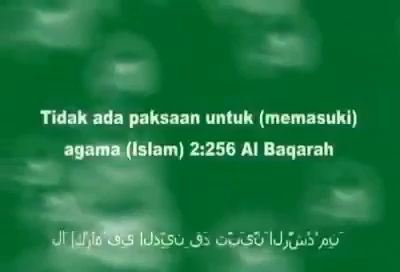 Tidak ada paksaan untuk (memasuki)
agama (Islam) 2:256 Al Baqarah
لَا إِكْرَاهَ فِي الدِّينِ قَد تَّبَيَّنَ الرُّشْدُ مِنَ